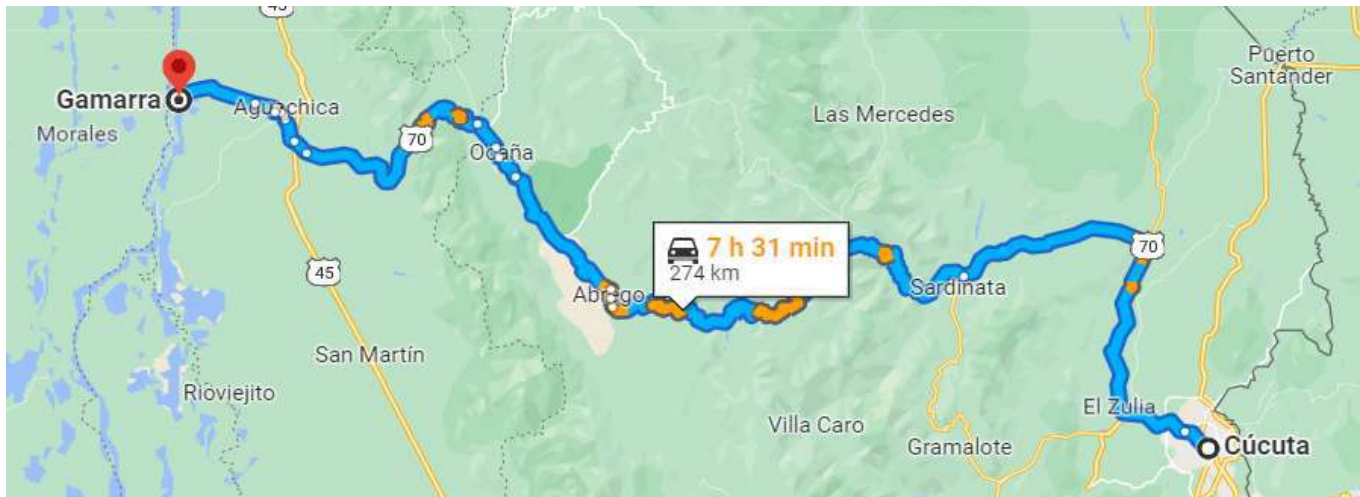 45
Puerto
Santander
Gamarra
Aguachica
Morales
Las Mercedes
70
Ocaña
7 h 31 min
274 km
70
45
Abrego
Sardinata
San Martín
Rioviejito
El Zulia
Villa Caro
Gramalote
Cúcuta